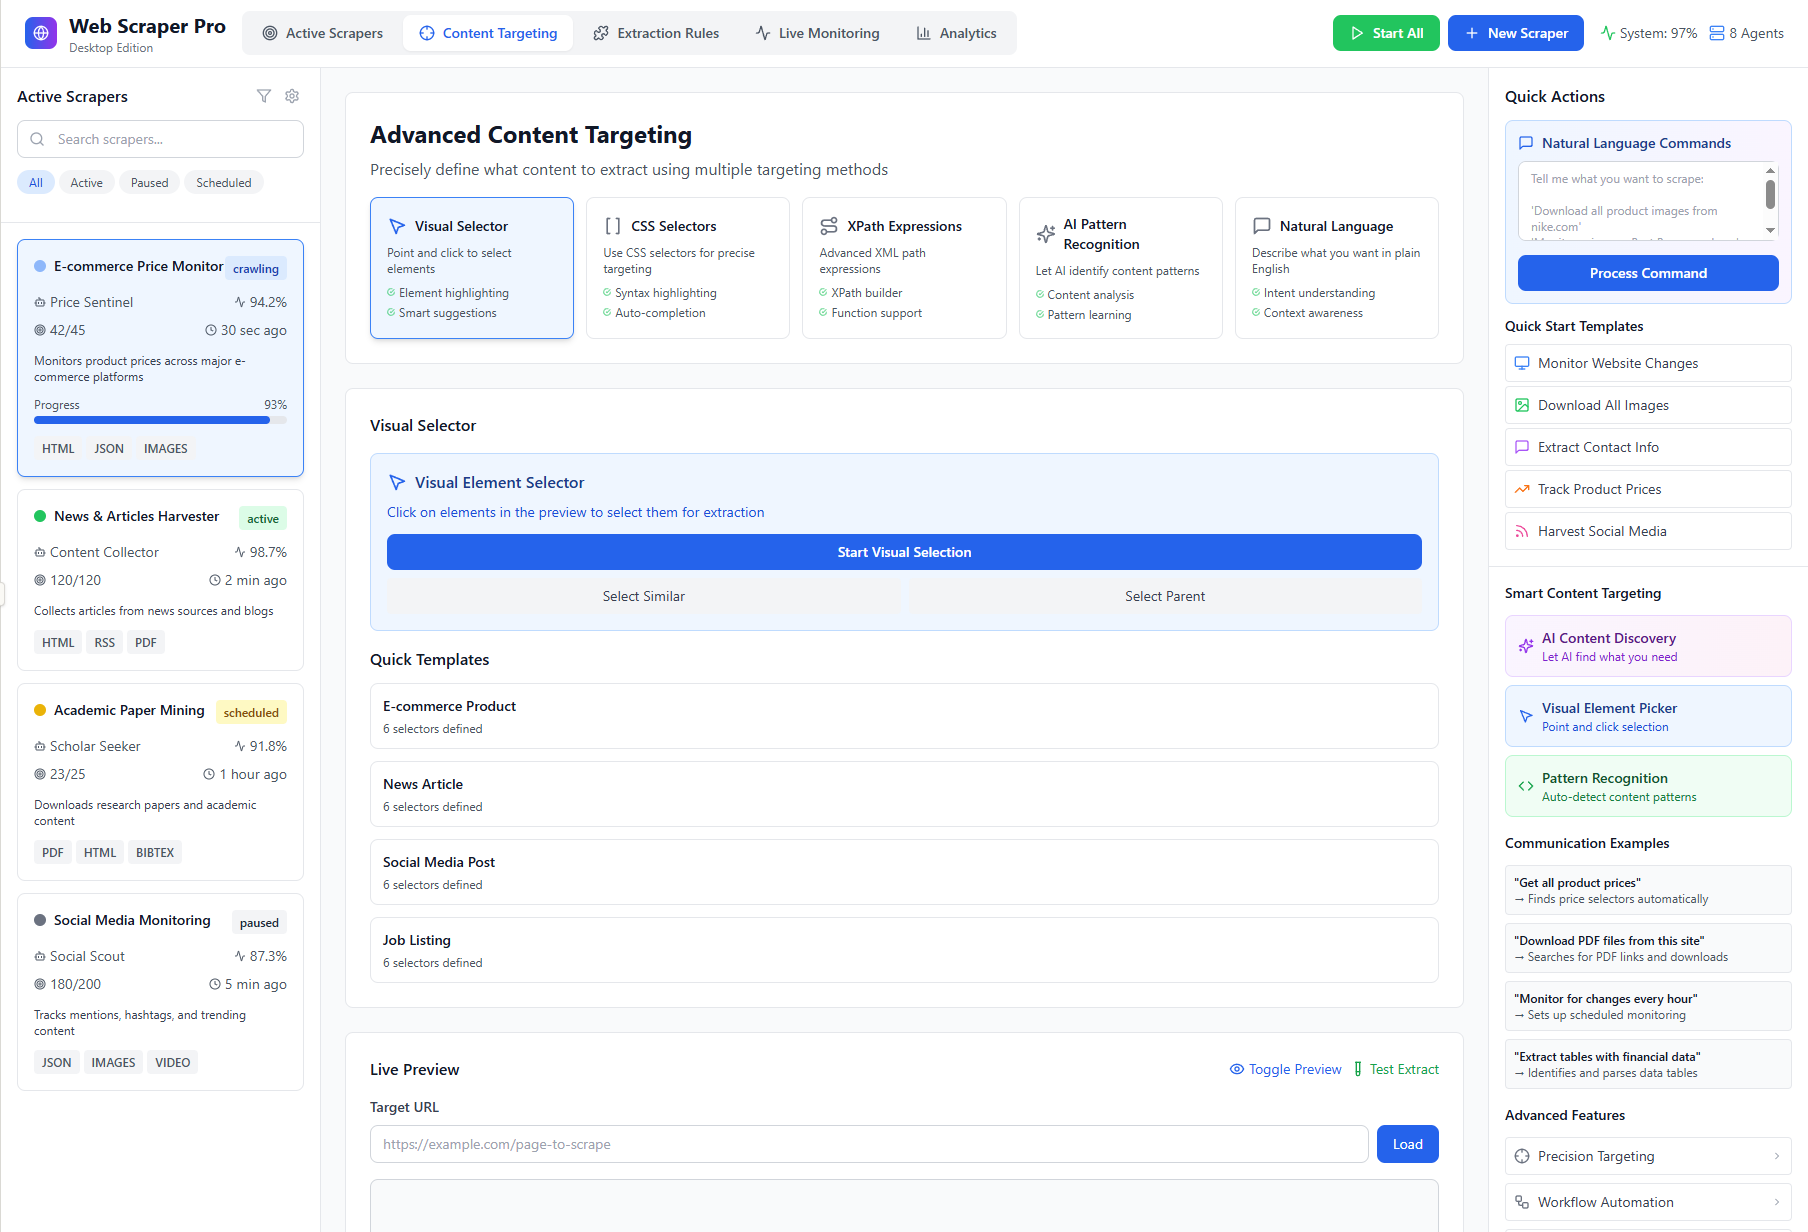 Web Scraper Pro
Desktop Edition
Active Scrapers
Content Targeting
Extraction Rules
Live Monitoring
Analytics
Start All
New Scraper
System: 97%
8 Agents
Active Scrapers
Search scrapers...
All
Active
Paused
Scheduled
E-commerce Price Monitor
crawling
Price Sentinel
94.2%
42/45
30 sec ago
Monitors product prices across major e-
commerce platforms
Progress
93%
HTML
JSON
IMAGES
News & Articles Harvester
active
Content Collector
98.7%
120/120
2 min ago
Collects articles from news sources and blogs
HTML
RSS
PDF
Academic Paper Mining
scheduled
Scholar Seeker
91.8%
23/25
1 hour ago
Downloads research papers and academic
content
PDF
HTML
BIBTEX
Social Media Monitoring
paused
Social Scout
87.3%
180/200
5 min ago
Tracks mentions, hashtags, and trending
content
JSON
IMAGES
VIDEO
Advanced Content Targeting
Precisely define what content to extract using multiple targeting methods
Visual Selector
Point and click to select
elements
Element highlighting
Smart suggestions
CSS Selectors
Use CSS selectors for precise
targeting
Syntax highlighting
Auto-completion
XPath Expressions
Advanced XML path
expressions
XPath builder
Function support
AI Pattern
Recognition
Let AI identify content patterns
Content analysis
Pattern learning
Natural Language
Describe what you want in plain
English
Intent understanding
Context awareness
Visual Selector
Visual Element Selector
Click on elements in the preview to select them for extraction
Start Visual Selection
Select Similar
Select Parent
Quick Templates
E-commerce Product
6 selectors defined
News Article
6 selectors defined
Social Media Post
6 selectors defined
Job Listing
6 selectors defined
Live Preview
Toggle Preview
Test Extract
Target URL
https://example.com/page-to-scrape
Load
Quick Actions
Natural Language Commands
Tell me what you want to scrape:
'Download all product images from
nike.com'
Process Command
Quick Start Templates
Monitor Website Changes
Download All Images
Extract Contact Info
Track Product Prices
Harvest Social Media
Smart Content Targeting
AI Content Discovery
Let AI find what you need
Visual Element Picker
Point and click selection
Pattern Recognition
Auto-detect content patterns
Communication Examples
"Get all product prices"
→ Finds price selectors automatically
"Download PDF files from this site"
→ Searches for PDF links and downloads
"Monitor for changes every hour"
→ Sets up scheduled monitoring
"Extract tables with financial data"
→ Identifies and parses data tables
Advanced Features
Precision Targeting
Workflow Automation